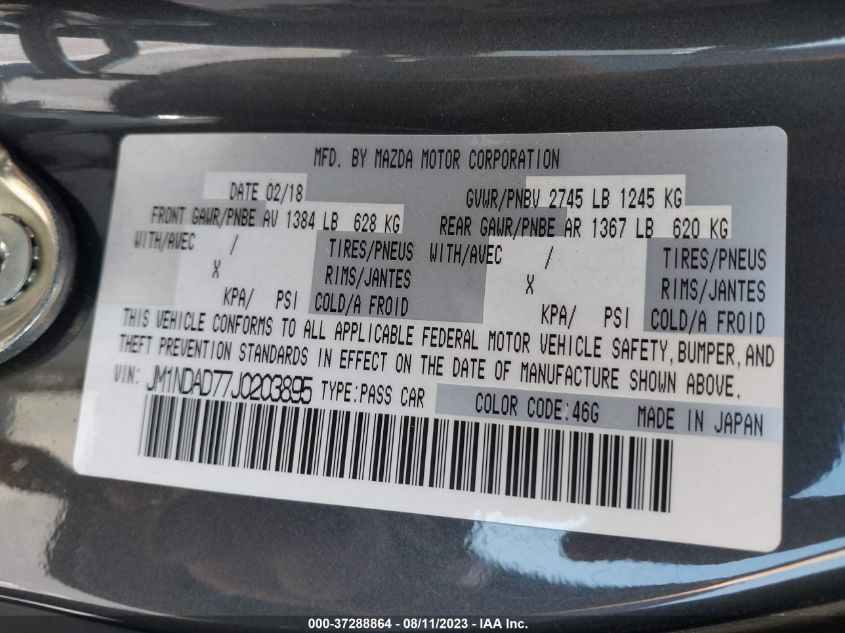 MFD. BY MAZDA MOTOR CORPORATION
DATE 02/18 GVWR/PNBV 2745 LB 1245 KG
FRONT GAWR/PNBE AV 1384 LB 628 KG REAR GAWR/PNBE AR 1367 LB 620 KG
WITH/AVEC / TIRES/PNEUS WITH/AVEC / TIRES/PNEUS
X RIMS/JANTES X RIMS/JANTES
KPA/ PSI COLD/A FROID KPA/ PSI COLD/A FROID
THIS VEHICLE CONFORMS TO ALL APPLICABLE FEDERAL MOTOR VEHICLE SAFETY,BUMPER,AND
THEFT PREVENTION STANDARDS IN EFFECT ON THE DATE OF MANUFACTURE SHOWN ABOVE.
VIN: JM1NDAD77J0203895 TYPE:PASS CAR COLOR CODE:46G MADE IN JAPAN
000-37288864 - 08/11/2023 - IAA Inc.